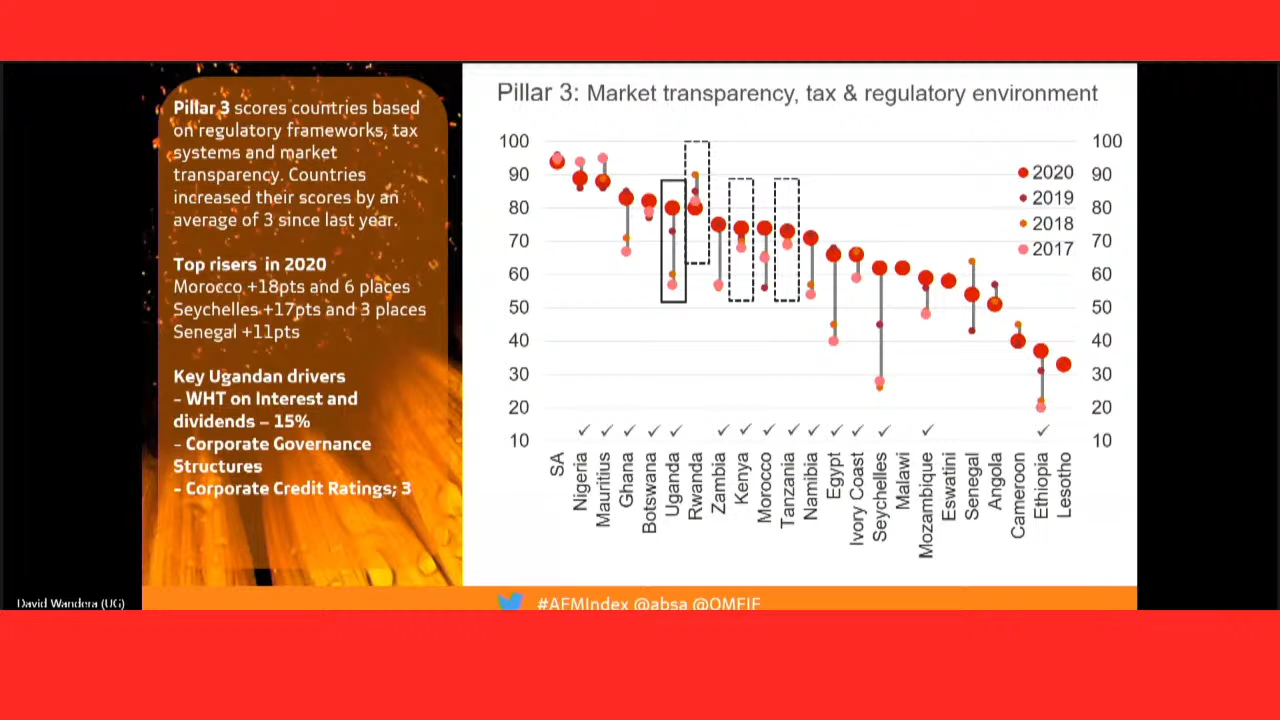 Pillar 3 scores countries based
on regulatory frameworks, tax
systems and market
transparency. Countries
increased their scores by an
average of 3 since last year.
Top risers in 2020
Morocco +18pts and 6 places
Seychelles +17pts and 3 places
Senegal +11pts
Key Ugandan drivers
- WHT on Interest and
dividends – 15%
- Corporate Governance
Structures
- Corporate Credit Ratings; 3
Pillar 3: Market transparency, tax & regulatory environment
100
90
80
70
60
50
40
30
20
10
100
90
80
70
60
50
40
30
20
10
2020
2019
2018
2017
✓ ✓ ✓ ✓ ✓ ✓ ✓ ✓ ✓ ✓ ✓ ✓ ✓ ✓ ✓
SA
Nigeria
Mauritius
Ghana
Botswana
Uganda
Rwanda
Zambia
Kenya
Morocco
Tanzania
Namibia
Egypt
Ivory Coast
Seychelles
Malawi
Mozambique
Eswatini
Senegal
Angola
Cameroon
Ethiopia
Lesotho
David Wandera (UG)
#AFMIndex @absa @OMFIF